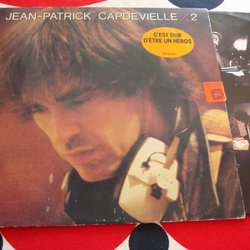 JEAN-PATRICK CAPDEVIELLE / 2
C'EST DUR
D'ÊTRE UN HÉROS